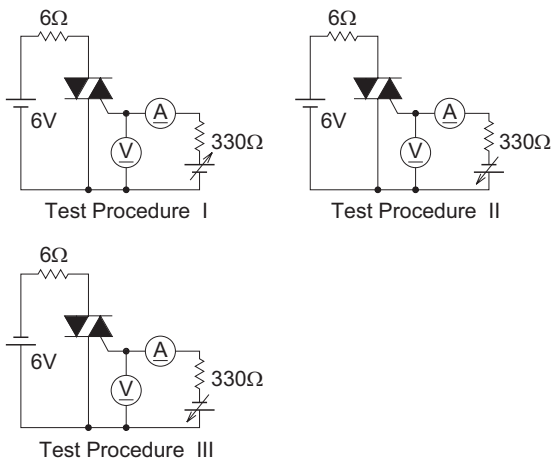 6Ω
6V
A
V
330Ω
Test Procedure I
6Ω
6V
A
V
330Ω
Test Procedure II
6Ω
6V
A
V
330Ω
Test Procedure III